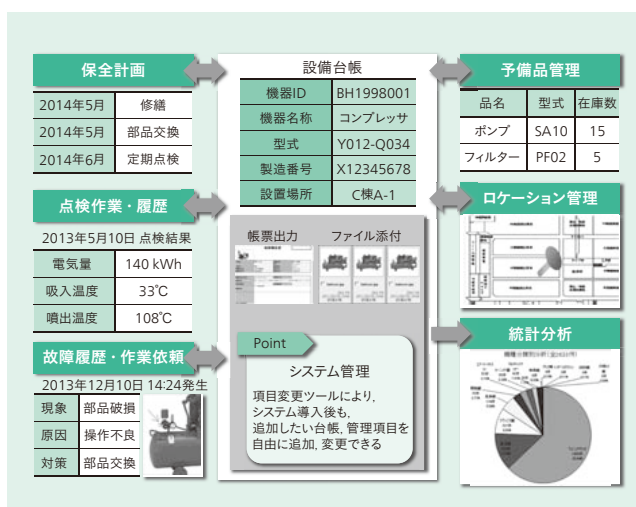 保全計画
2014年5月 修繕
2014年5月 部品交換
2014年6月 定期点検
点検作業・履歴
2013年5月10日 点検結果
電気量 140 kWh
吸入温度 33℃
噴出温度 108℃
故障履歴・作業依頼
2013年12月10日 14:24発生
現象 部品破損
原因 操作不良
対策 部品交換
設備台帳
機器ID BH1998001
機器名称 コンプレッサ
型式 Y012-Q034
製造番号 X12345678
設置場所 C棟A-1
帳票出力 ファイル添付
Point
システム管理
項目変更ツールにより,
システム導入後も,
追加したい台帳, 管理項目を
自由に追加, 変更できる
予備品管理
品名 型式 在庫数
ポンプ SA10 15
フィルター PF02 5
ロケーション管理
統計分析